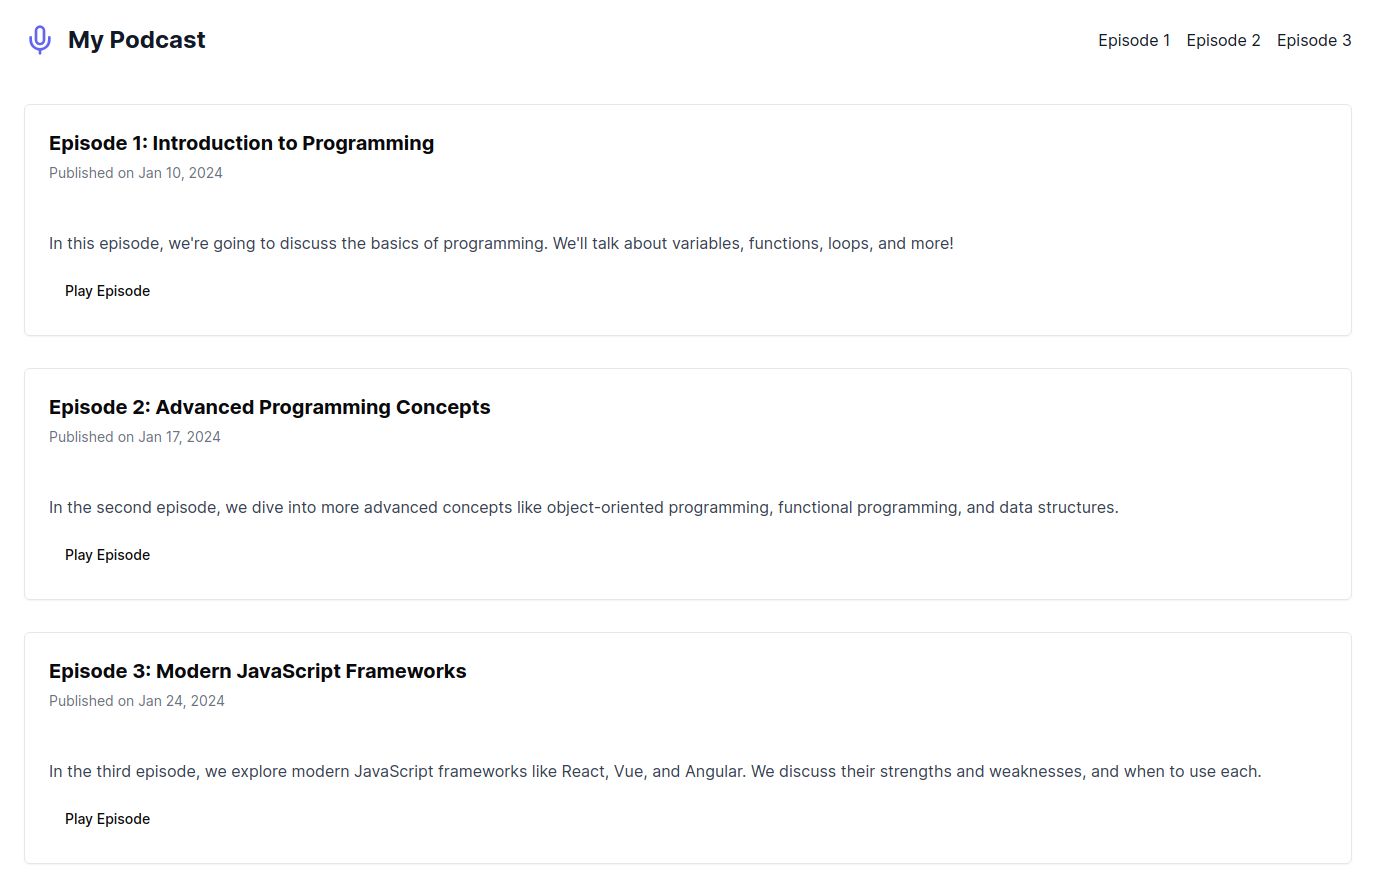 My Podcast
Episode 1 Episode 2 Episode 3
Episode 1: Introduction to Programming
Published on Jan 10, 2024
In this episode, we're going to discuss the basics of programming. We'll talk about variables, functions, loops, and more!
Play Episode
Episode 2: Advanced Programming Concepts
Published on Jan 17, 2024
In the second episode, we dive into more advanced concepts like object-oriented programming, functional programming, and data structures.
Play Episode
Episode 3: Modern JavaScript Frameworks
Published on Jan 24, 2024
In the third episode, we explore modern JavaScript frameworks like React, Vue, and Angular. We discuss their strengths and weaknesses, and when to use each.
Play Episode